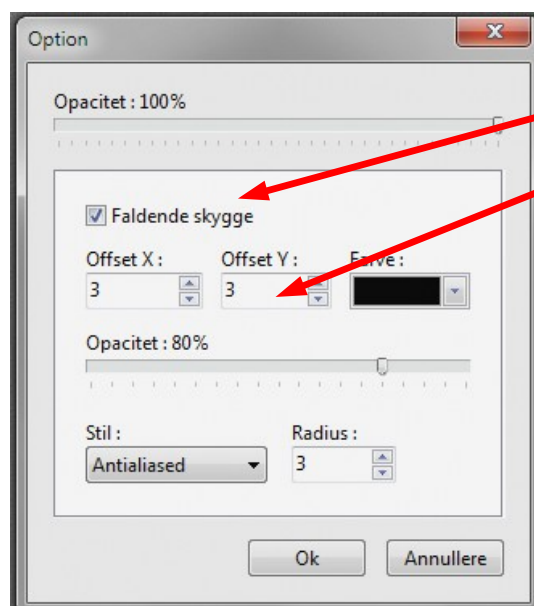 Option
Opacitet : 100%
Faldende skygge
Offset X : Offset Y : Farve :
3 3
Opacitet : 80%
Stil : Radius :
Antialiased 3
Ok Annullere